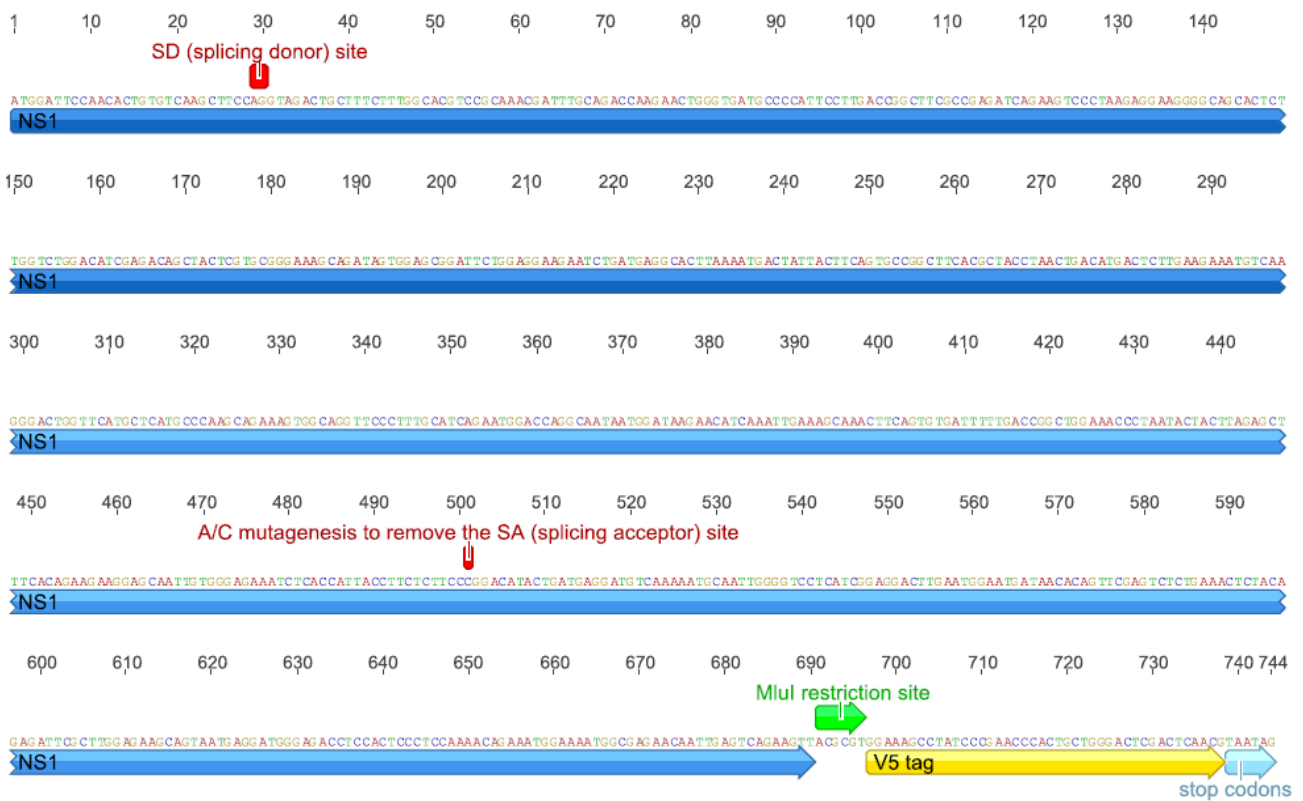 1 10 20 30 40 50 60 70 80 90 100 110 120 130 140
SD (splicing donor) site
ATGGATTCCAACACTGTGTCAAGCTTCCAGGTAGACTGCTTTCTTTGGCACGTCCGCAAACGATTTGCAGACCAAGAACTGGGTGATGCCCCATTCCTTGACCGGCTTCGCCGAGATCAGAAGTCCCTAAGAGGAAGGGGCAGCACTCT
NS1
150 160 170 180 190 200 210 220 230 240 250 260 270 280 290
TGGTCTGGACATCGAGACAGCTACTCGTGCGGGAAAGCAGATAGTGGAGCGGATTCTGGAGGAAGAATCTGATGAGGCACTTAAAATGACTATTACTTCAGTGCCGGCTTCACGCTACCTAACTGACATGACTCTTGAAGAAATGTCAA
NS1
300 310 320 330 340 350 360 370 380 390 400 410 420 430 440
GGGACTGGTTCATGCTCATGCCCAAGCAGAAAGTGGCAGGTTCCCTTTGCATCAGAATGGACCAGGCAATAATGGATAAGAACATCAAATTGAAAGCAAACTTCAGTGTGATTTTTGACCGGCTGGAAACCCTAATACTACTTAGAGCT
NS1
450 460 470 480 490 500 510 520 530 540 550 560 570 580 590
A/C mutagenesis to remove the SA (splicing acceptor) site
TTCACAGAAGAAGGAGCAATTGTGGGAGAAATCTCACCATTACCTTCTCTTCCCGGACATACTGATGAGGATGTCAAAAATGCAATTGGGGTCCTCATCGGAGGACTTGAATGGAATGATAACACAGTTCGAGTCTCTGAAACTCTACA
NS1
600 610 620 630 640 650 660 670 680 690 700 710 720 730 740 744
MluI restriction site
GAGATTCGCTTGGAGAAGCAGTAATGAGGATGGGAGACCTCCACTCCCTCCAAAACAGAAATGGAAAATGGCGAGAACAATTGAGTCAGAAGTTACGCGTGGAAAGCCTATCCCGAACCCACTGCTGGGACTCGACTCAACGTAATAG
NS1 V5 tag
stop codons